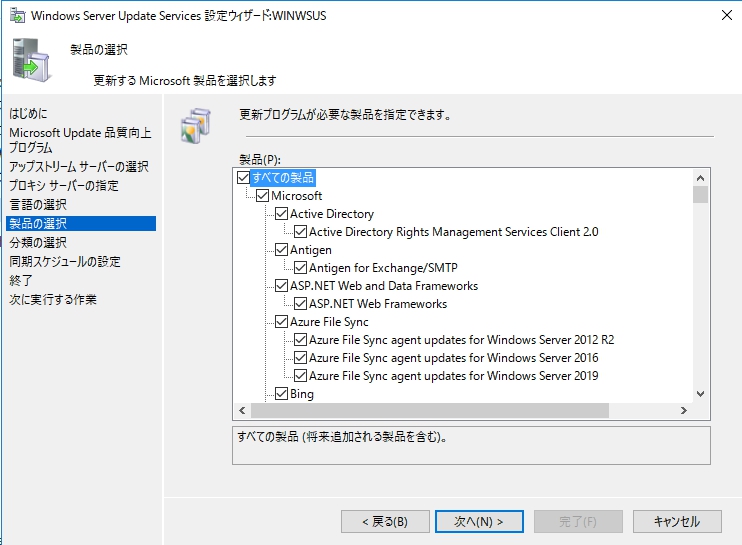 Windows Server Update Services 設定ウィザード:WINWSUS
製品の選択
更新する Microsoft 製品を選択します
はじめに
Microsoft Update 品質向上
プログラム
アップストリーム サーバーの選択
プロキシ サーバーの指定
言語の選択
製品の選択
分類の選択
同期スケジュールの設定
終了
次に実行する作業
更新プログラムが必要な製品を指定できます。
製品(P):
すべての製品
Microsoft
Active Directory
Active Directory Rights Management Services Client 2.0
Antigen
Antigen for Exchange/SMTP
ASP.NET Web and Data Frameworks
ASP.NET Web Frameworks
Azure File Sync
Azure File Sync agent updates for Windows Server 2012 R2
Azure File Sync agent updates for Windows Server 2016
Azure File Sync agent updates for Windows Server 2019
Bing
すべての製品 (将来追加される製品を含む)。
< 戻る(B)
次へ(N) >
完了(F)
キャンセル